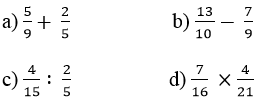 a) 5/9 + 2/5 b) 13/10 − 7/9
c) 4/15 : 2/5 d) 7/16 × 4/21